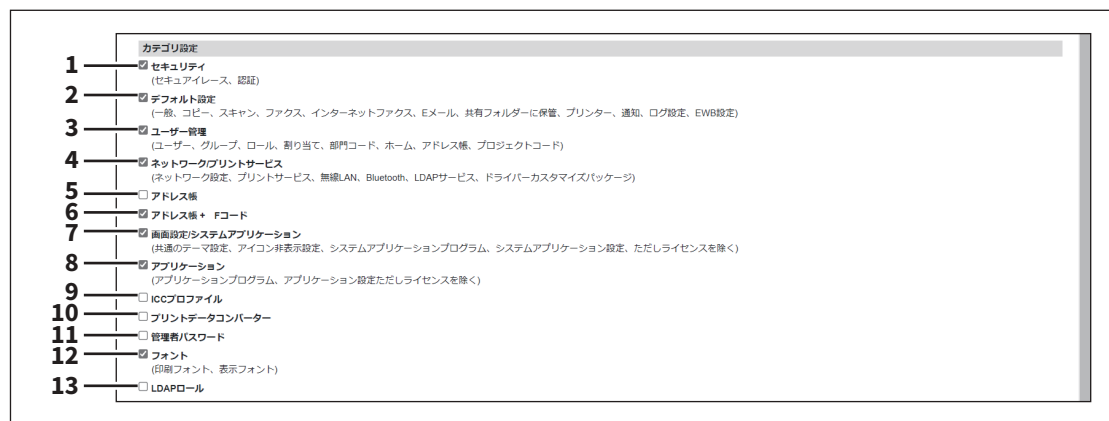 カテゴリ設定
1 セキュリティ
(セキュアイレース、認証)
2 デフォルト設定
(一般、コピー、スキャン、ファクス、インターネットファクス、Eメール、共有フォルダーに保管、プリンター、通知、ログ設定、EWB設定)
3 ユーザー管理
(ユーザー、グループ、ロール、割り当て、部門コード、ホーム、アドレス帳、プロジェクトコード)
4 ネットワーク/プリントサービス
(ネットワーク設定、プリントサービス、無線LAN、Bluetooth、LDAPサービス、ドライバーカスタマイズパッケージ)
5 アドレス帳
6 アドレス帳 + Fコード
7 画面設定/システムアプリケーション
(共通のテーマ設定、アイコン非表示設定、システムアプリケーションプログラム、システムアプリケーション設定、ただしライセンスを除く)
8 アプリケーション
(アプリケーションプログラム、アプリケーション設定ただしライセンスを除く)
9 ICCプロファイル
10 プリントデータコンバーター
11 管理者パスワード
12 フォント
(印刷フォント、表示フォント)
13 LDAPロール